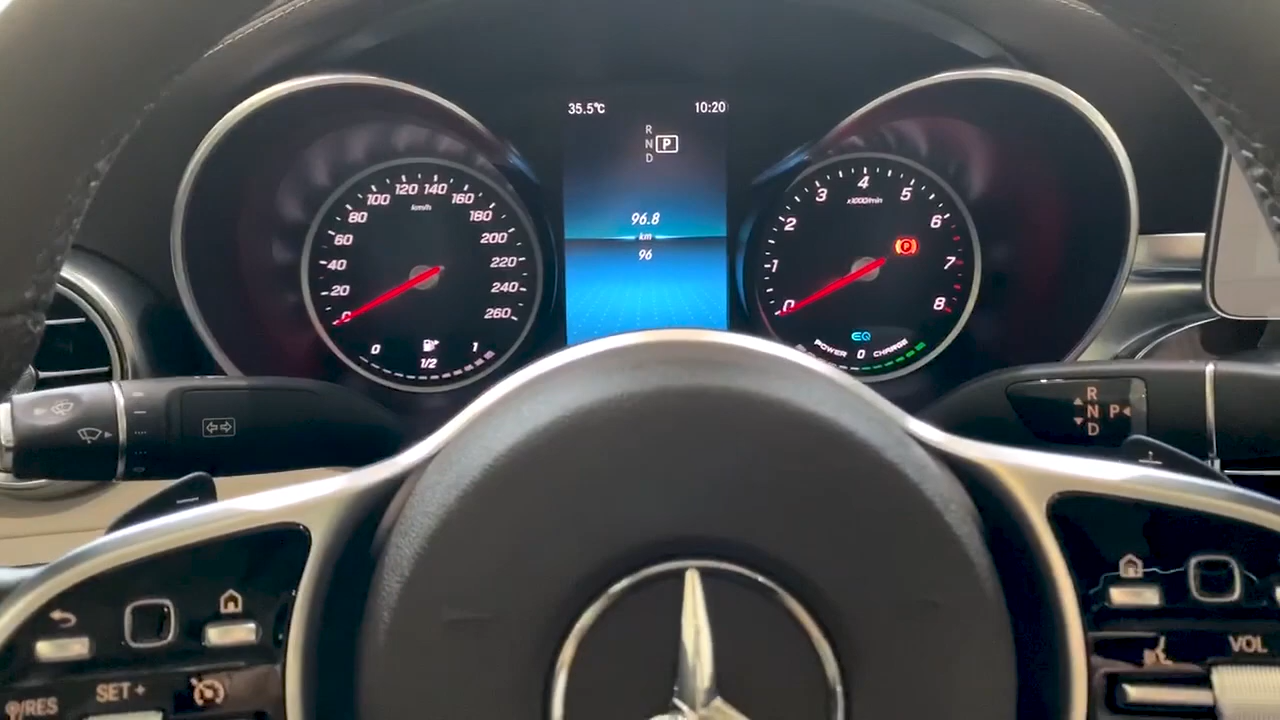 35.5℃ 10:20
R
N P
D
96.8
km
96
0 20 40 60 80 100 120 140 160 180 200 220 240 260
km/h
0 1/2 1
0 1 2 3 4 5 6 7 8
x1000/min
P
EQ
POWER 0 CHARGE
R
N P
D
SET +
/RES
VOL